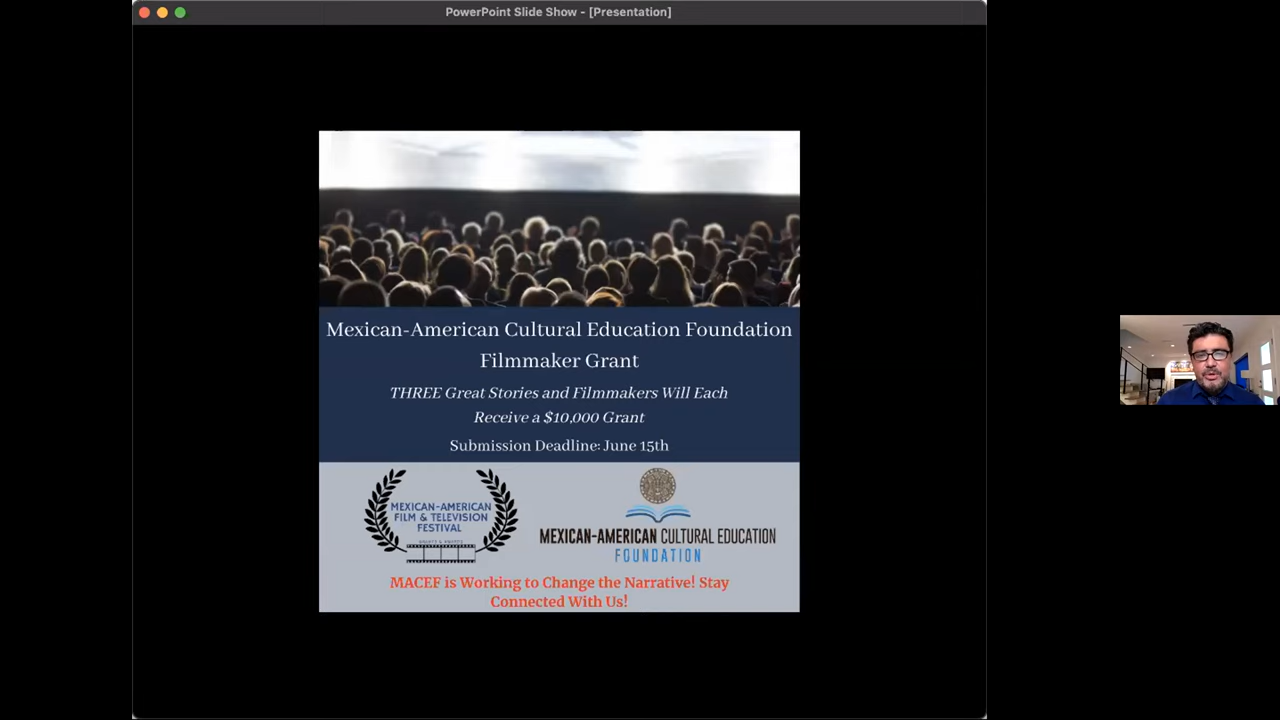 PowerPoint Slide Show - [Presentation]
Mexican-American Cultural Education Foundation
Filmmaker Grant
THREE Great Stories and Filmmakers Will Each
Receive a $10,000 Grant
Submission Deadline: June 15th
MEXICAN-AMERICAN
FILM & TELEVISION
FESTIVAL
MEXICAN-AMERICAN CULTURAL EDUCATION
FOUNDATION
MACEF is Working to Change the Narrative! Stay
Connected With Us!